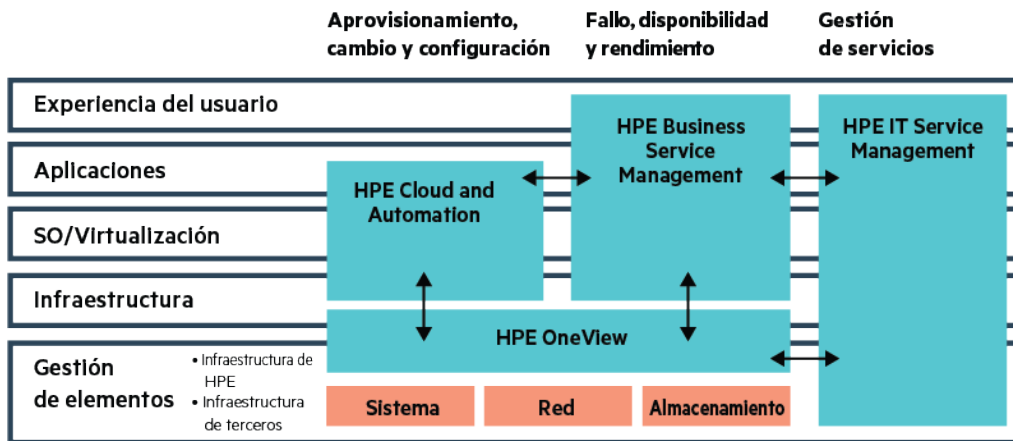 Aprovisionamiento,
cambio y configuración
Fallo, disponibilidad
y rendimiento
Gestión
de servicios
Experiencia del usuario
HPE Business
Service
Management
HPE IT Service
Management
Aplicaciones
HPE Cloud and
Automation
SO/Virtualización
Infraestructura
HPE OneView
Gestión
de elementos
• Infraestructura de
HPE
• Infraestructura
de terceros
Sistema
Red
Almacenamiento